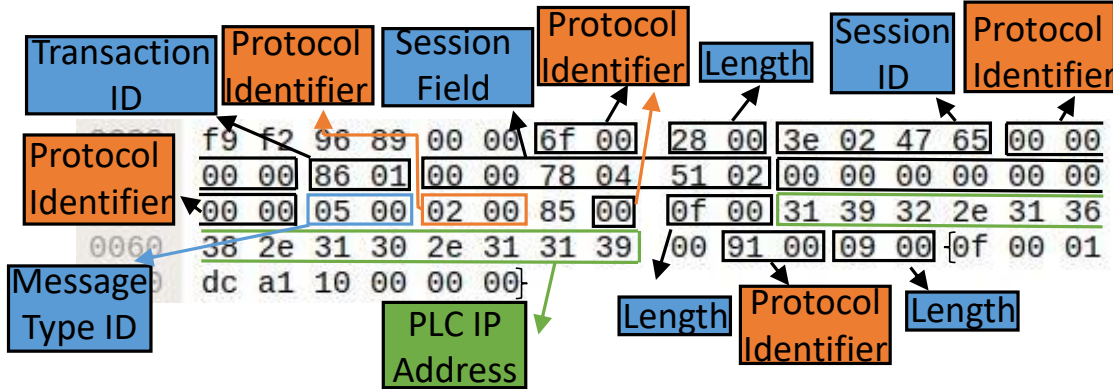 Transaction ID
Protocol Identifier
Session Field
Protocol Identifier
Length
Session ID
Protocol Identifier
f9 f2 96 89 00 00 6f 00 28 00 3e 02 47 65 00 00
Protocol Identifier
00 00 86 01 00 00 78 04 51 02 00 00 00 00 00 00
00 00 05 00 02 00 85 00 0f 00 31 39 32 2e 31 36
0060 38 2e 31 30 2e 31 31 39 00 91 00 09 00 0f 00 01
dc a1 10 00 00 00
Message Type ID
PLC IP Address
Length
Protocol Identifier
Length